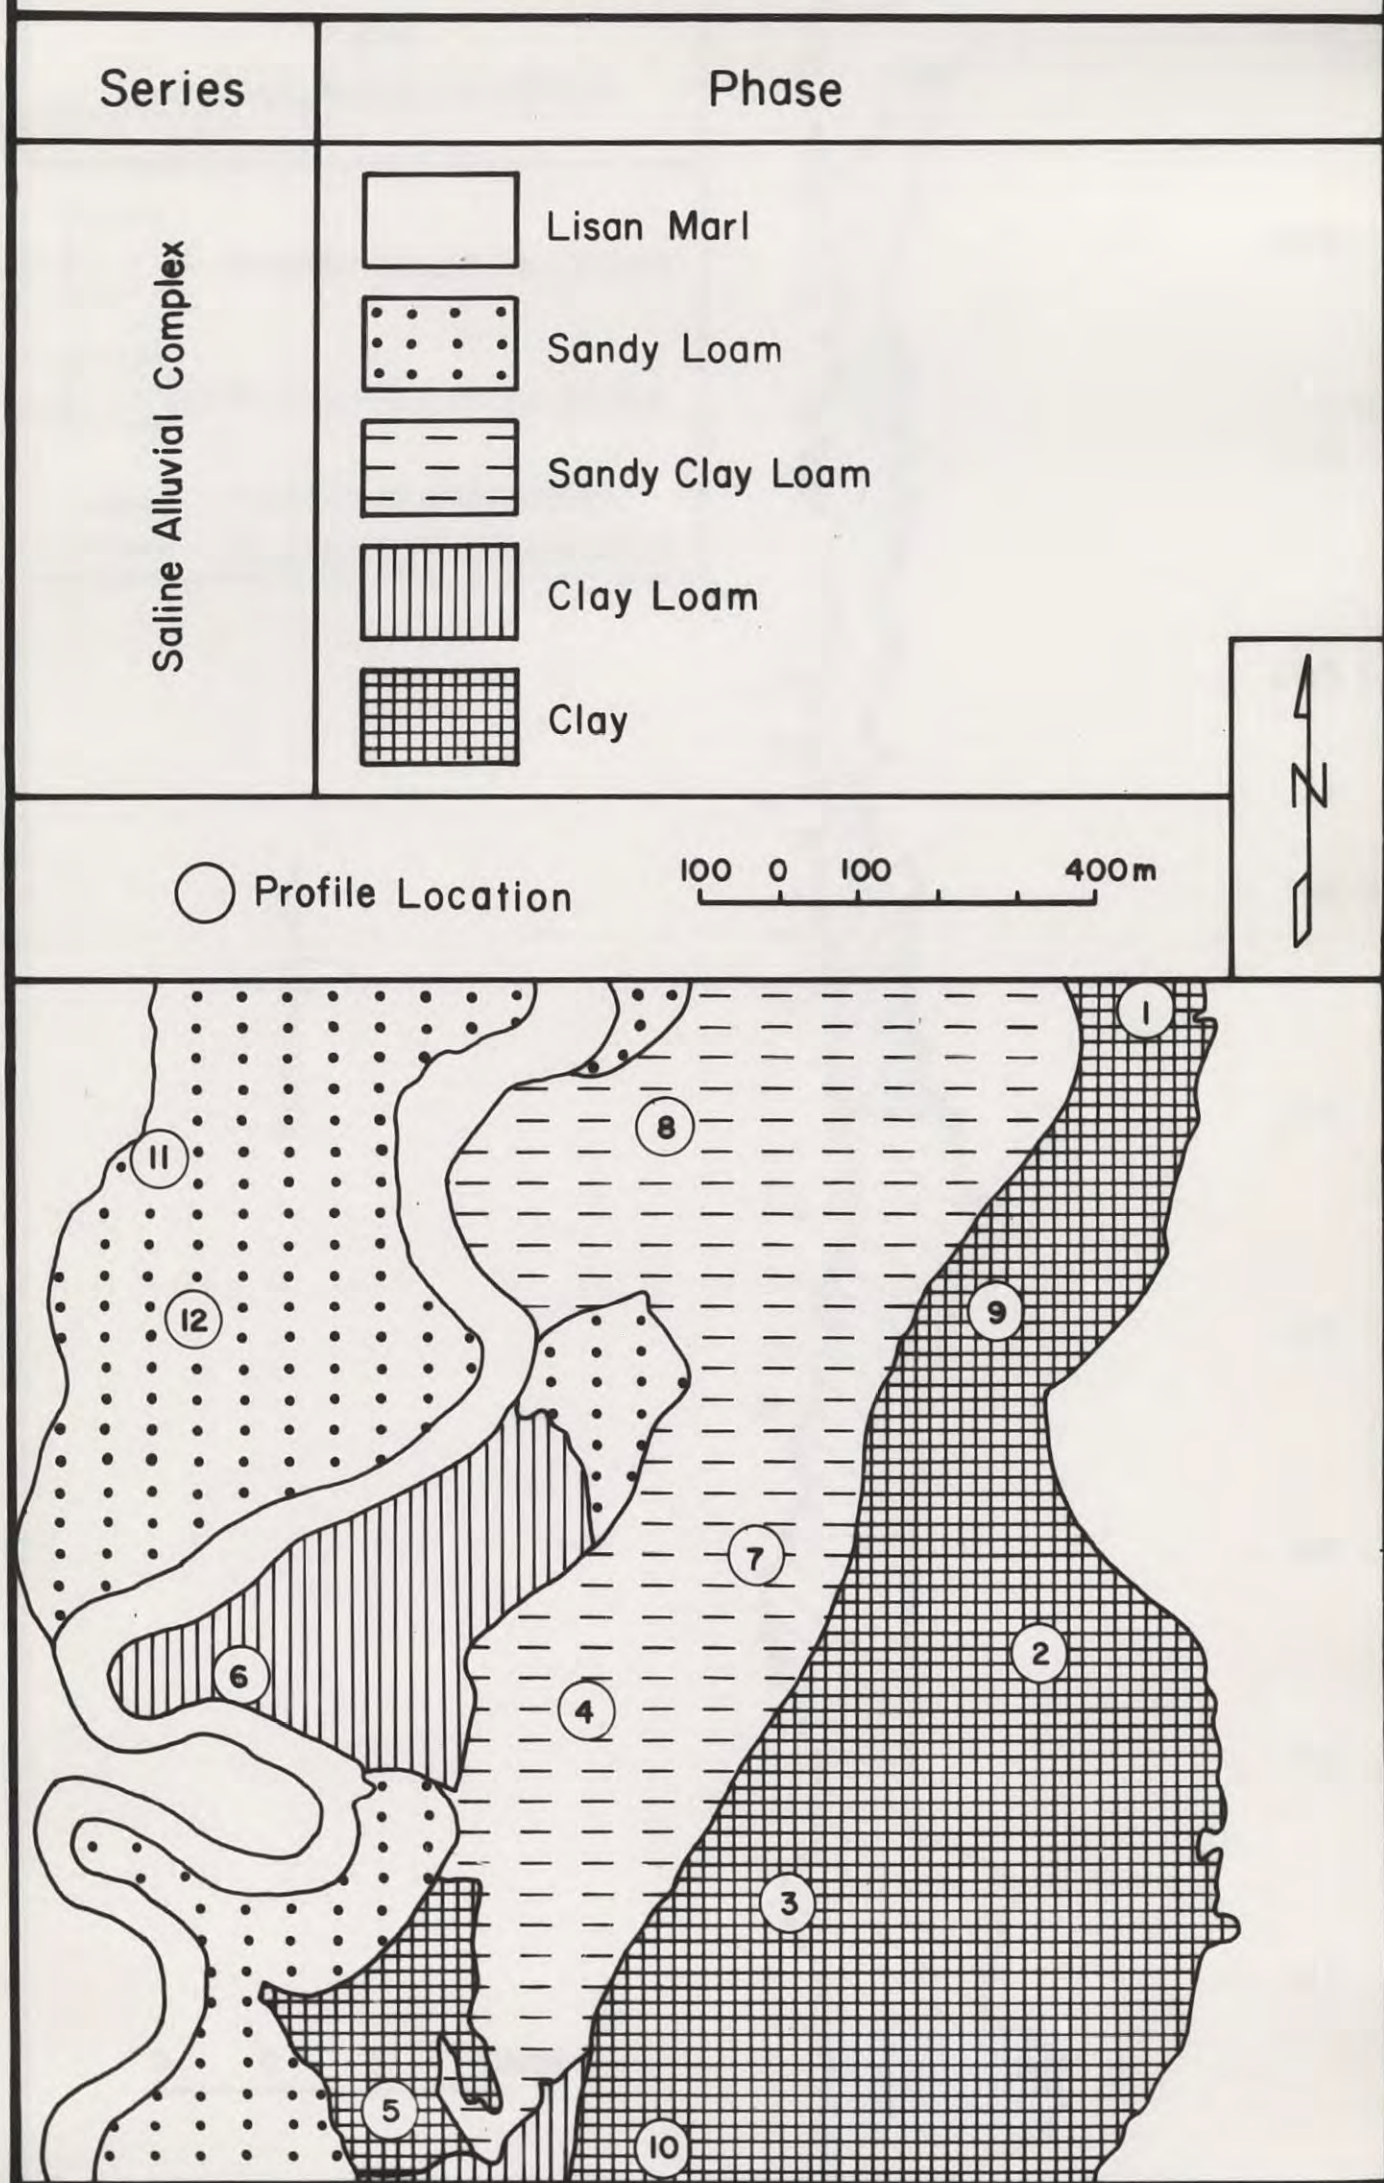 Series
Phase
Saline Alluvial Complex
Lisan Marl
Sandy Loam
Sandy Clay Loam
Clay Loam
Clay
N
Profile Location
100 0 100 400m
1
8
11
9
12
7
2
6
4
3
5
10